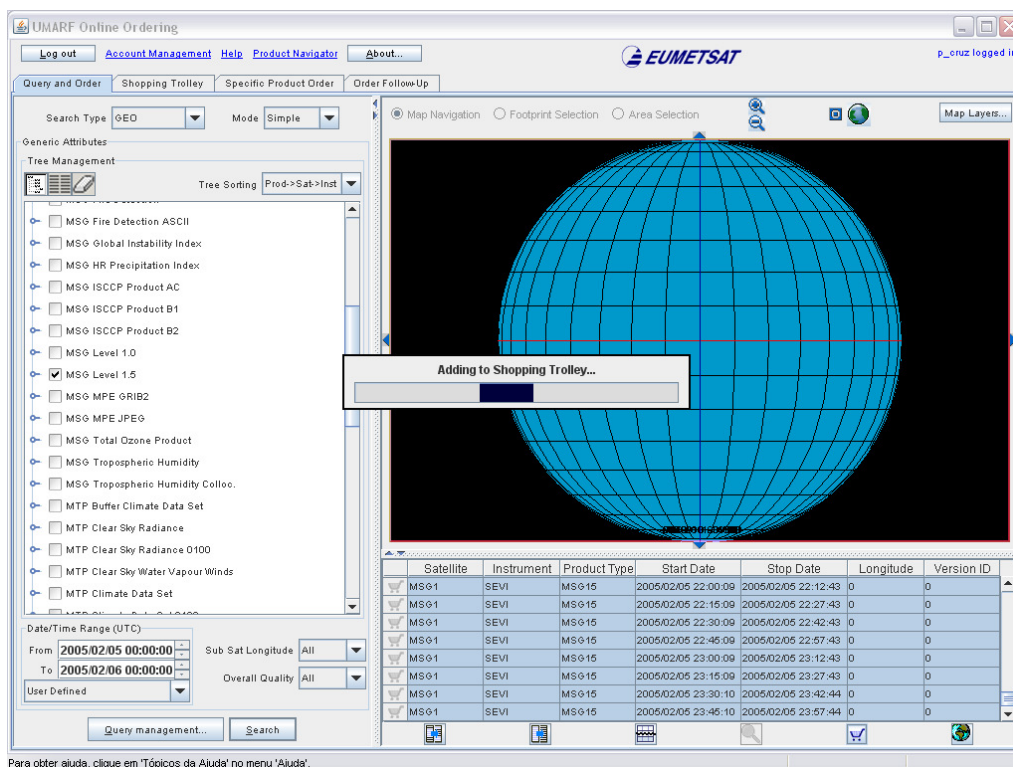 UMARF Online Ordering
Log out Account Management Help Product Navigator About... EUMETSAT p_cruz logged in
Query and Order Shopping Trolley Specific Product Order Order Follow-Up
Search Type GEO Mode Simple
Map Navigation Footprint Selection Area Selection Map Layers...
Generic Attributes
Tree Management
Tree Sorting Prod->Sat->Inst
MSG Fire Detection ASCII
MSG Global Instability Index
MSG HR Precipitation Index
MSG ISCCP Product AC
MSG ISCCP Product B1
MSG ISCCP Product B2
MSG Level 1.0
MSG Level 1.5
MSG MPE GRIB2
MSG MPE JPEG
MSG Total Ozone Product
MSG Tropospheric Humidity
MSG Tropospheric Humidity Colloc.
MTP Buffer Climate Data Set
MTP Clear Sky Radiance
MTP Clear Sky Radiance 0100
MTP Clear Sky Water Vapour Winds
MTP Climate Data Set
Adding to Shopping Trolley...
Date/Time Range (UTC)
From 2005/02/05 00:00:00 Sub Sat Longitude All
To 2005/02/06 00:00:00 Overall Quality All
User Defined
Query management... Search
Satellite Instrument Product Type Start Date Stop Date Longitude Version ID
MSG1 SEVI MSG15 2005/02/05 22:00:09 2005/02/05 22:12:43 0 0
MSG1 SEVI MSG15 2005/02/05 22:15:09 2005/02/05 22:27:43 0 0
MSG1 SEVI MSG15 2005/02/05 22:30:09 2005/02/05 22:42:43 0 0
MSG1 SEVI MSG15 2005/02/05 22:45:09 2005/02/05 22:57:43 0 0
MSG1 SEVI MSG15 2005/02/05 23:00:09 2005/02/05 23:12:43 0 0
MSG1 SEVI MSG15 2005/02/05 23:15:09 2005/02/05 23:27:43 0 0
MSG1 SEVI MSG15 2005/02/05 23:30:10 2005/02/05 23:42:44 0 0
MSG1 SEVI MSG15 2005/02/05 23:45:10 2005/02/05 23:57:44 0 0
Para obter ajuda, clique em 'Tópicos da Ajuda' no menu 'Ajuda'.